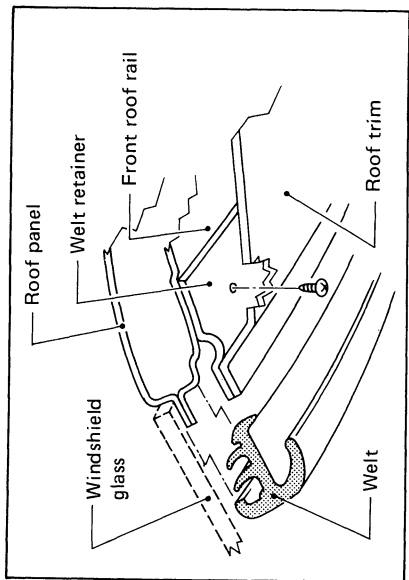 Roof panel
Welt retainer
Front roof rail
Windshield
glass
Welt
Roof trim